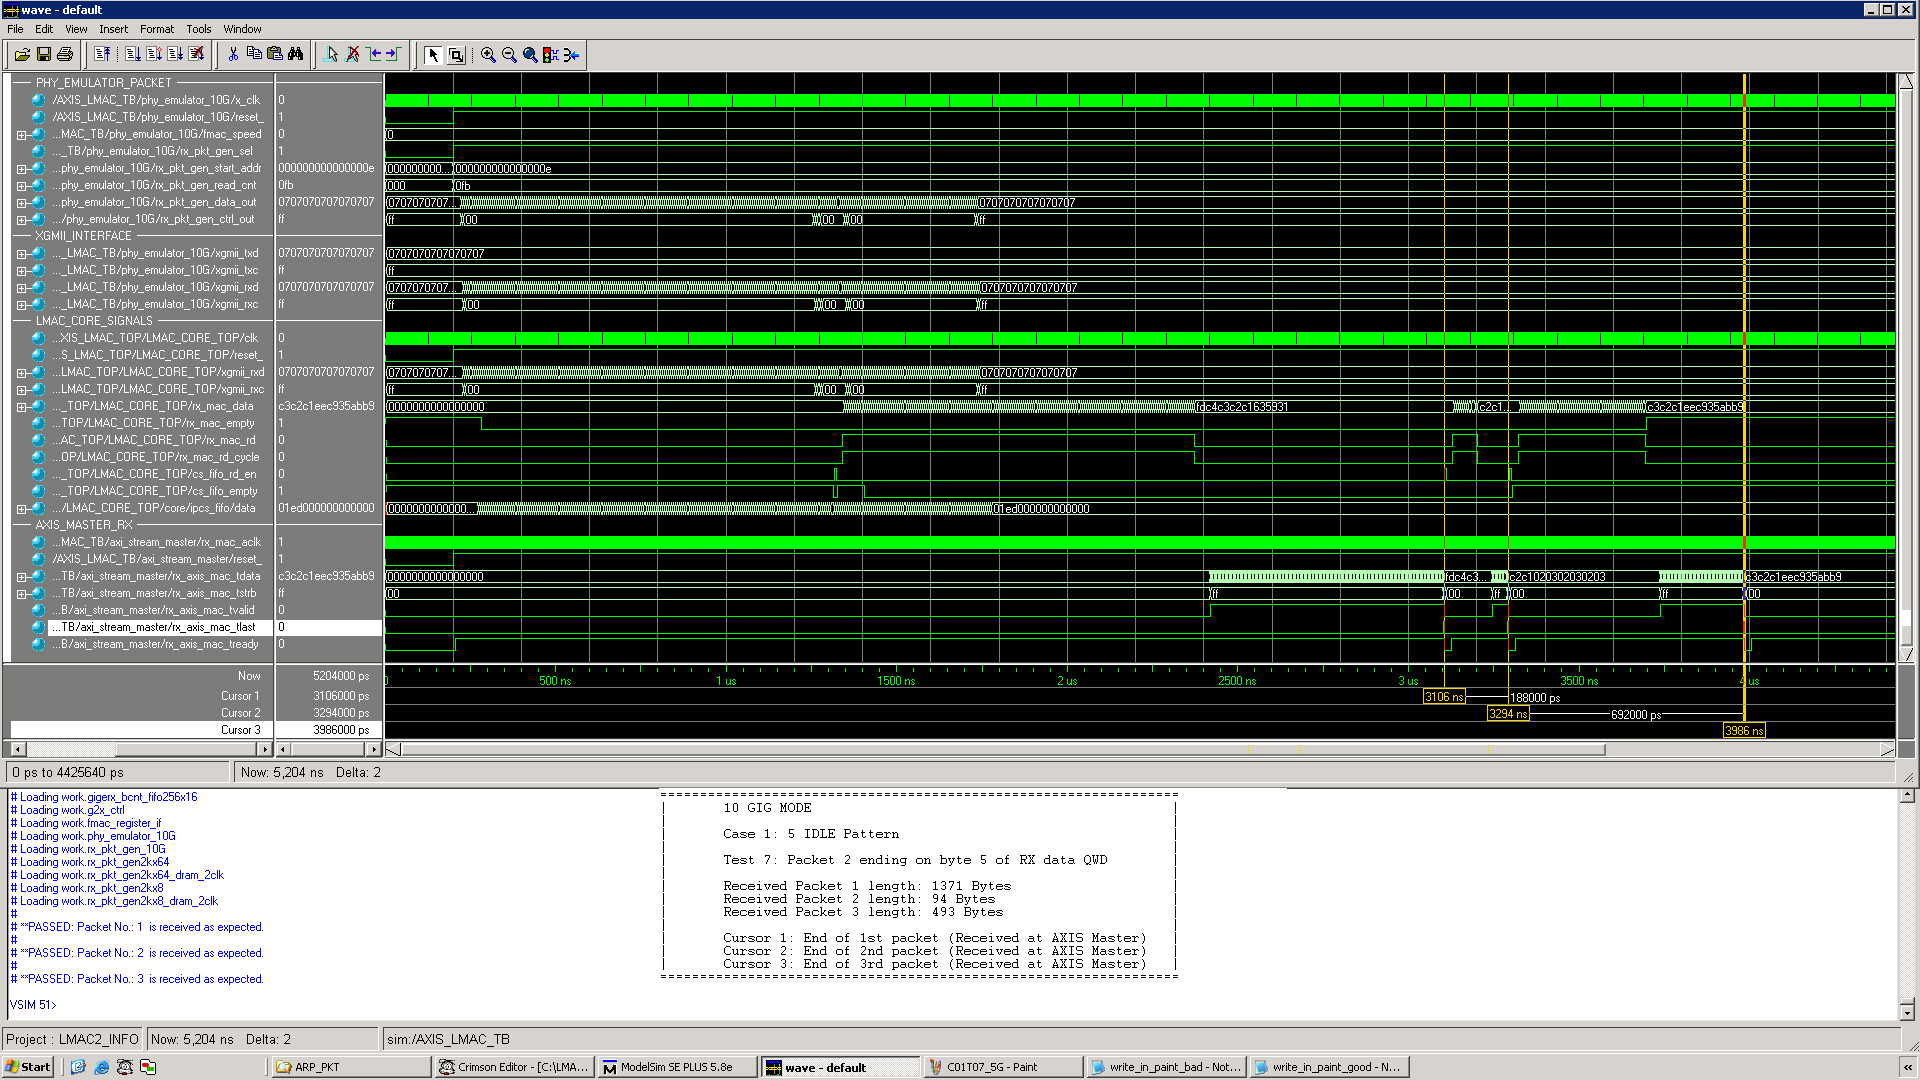 wave - default
File Edit View Insert Format Tools Window
PHY_EMULATOR_PACKET
/AXIS_LMAC_TB/phy_emulator_10G/x_clk 0
/AXIS_LMAC_TB/phy_emulator_10G/reset_ 1
...MAC_TB/phy_emulator_10G/fmac_speed 0 0
..._TB/phy_emulator_10G/rx_pkt_gen_sel 1
...phy_emulator_10G/rx_pkt_gen_start_addr 000000000000000e 000000000... 000000000000000e
...phy_emulator_10G/rx_pkt_gen_read_cnt 0fb 000 0fb
...phy_emulator_10G/rx_pkt_gen_data_out 0707070707070707 0707070707... 0707070707070707
.../phy_emulator_10G/rx_pkt_gen_ctrl_out ff ff 00 00 00 ff
XGMII_INTERFACE
..._LMAC_TB/phy_emulator_10G/xgmii_txd 0707070707070707 0707070707070707
..._LMAC_TB/phy_emulator_10G/xgmii_txc ff ff
..._LMAC_TB/phy_emulator_10G/xgmii_rxd 0707070707070707 0707070707... 0707070707070707
..._LMAC_TB/phy_emulator_10G/xgmii_rxc ff ff 00 00 00 ff
LMAC_CORE_SIGNALS
...XIS_LMAC_TOP/LMAC_CORE_TOP/clk 0
...S_LMAC_TOP/LMAC_CORE_TOP/reset_ 1
...LMAC_TOP/LMAC_CORE_TOP/xgmii_rxd 0707070707070707 0707070707... 0707070707070707
...LMAC_TOP/LMAC_CORE_TOP/xgmii_rxc ff ff 00 00 00 ff
..._TOP/LMAC_CORE_TOP/rx_mac_data c3c2c1eec935abb9 0000000000000000 fdc4c3c2c1635931 c2c1... c3c2c1eec935abb9
...TOP/LMAC_CORE_TOP/rx_mac_empty 1
...AC_TOP/LMAC_CORE_TOP/rx_mac_rd 0
...OP/LMAC_CORE_TOP/rx_mac_rd_cycle 0
..._TOP/LMAC_CORE_TOP/cs_fifo_rd_en 0
..._TOP/LMAC_CORE_TOP/cs_fifo_empty 1
.../LMAC_CORE_TOP/core/ipcs_fifo/data 01ed000000000000 0000000000000... 01ed000000000000
AXIS_MASTER_RX
...MAC_TB/axi_stream_master/rx_mac_aclk 1
/AXIS_LMAC_TB/axi_stream_master/reset_ 1
...TB/axi_stream_master/rx_axis_mac_tdata c3c2c1eec935abb9 0000000000000000 fdc4c3... c2c1020302030203 c3c2c1eec935abb9
...TB/axi_stream_master/rx_axis_mac_tstrb ff 00 ff 00 ff 00 ff 00
...B/axi_stream_master/rx_axis_mac_tvalid 0
...TB/axi_stream_master/rx_axis_mac_tlast 0
...B/axi_stream_master/rx_axis_mac_tready 0
Now 5204000 ps 500 ns 1 us 1500 ns 2 us 2500 ns 3 us 3500 ns 4 us
Cursor 1 3106000 ps 3106 ns 188000 ps
Cursor 2 3294000 ps 3294 ns 692000 ps
Cursor 3 3986000 ps 3986 ns
0 ps to 4425640 ps Now: 5,204 ns Delta: 2
# Loading work.gigerx_bcnt_fifo256x16
# Loading work.g2x_ctrl
# Loading work.fmac_register_if
# Loading work.phy_emulator_10G
# Loading work.rx_pkt_gen_10G
# Loading work.rx_pkt_gen2kx64
# Loading work.rx_pkt_gen2kx64_dram_2clk
# Loading work.rx_pkt_gen2kx8
# Loading work.rx_pkt_gen2kx8_dram_2clk
#
# **PASSED: Packet No.: 1 is received as expected.
#
# **PASSED: Packet No.: 2 is received as expected.
#
# **PASSED: Packet No.: 3 is received as expected.
VSIM 51>
10 GIG MODE
Case 1: 5 IDLE Pattern
Test 7: Packet 2 ending on byte 5 of RX data QWD
Received Packet 1 length: 1371 Bytes
Received Packet 2 length: 94 Bytes
Received Packet 3 length: 493 Bytes
Cursor 1: End of 1st packet (Received at AXIS Master)
Cursor 2: End of 2nd packet (Received at AXIS Master)
Cursor 3: End of 3rd packet (Received at AXIS Master)
Project : LMAC2_INFO Now: 5,204 ns Delta: 2 sim:/AXIS_LMAC_TB
Start ARP_PKT Crimson Editor - [C:\LMA... ModelSim SE PLUS 5.8e wave - default C01T07_5G - Paint write_in_paint_bad - Not... write_in_paint_good - N...